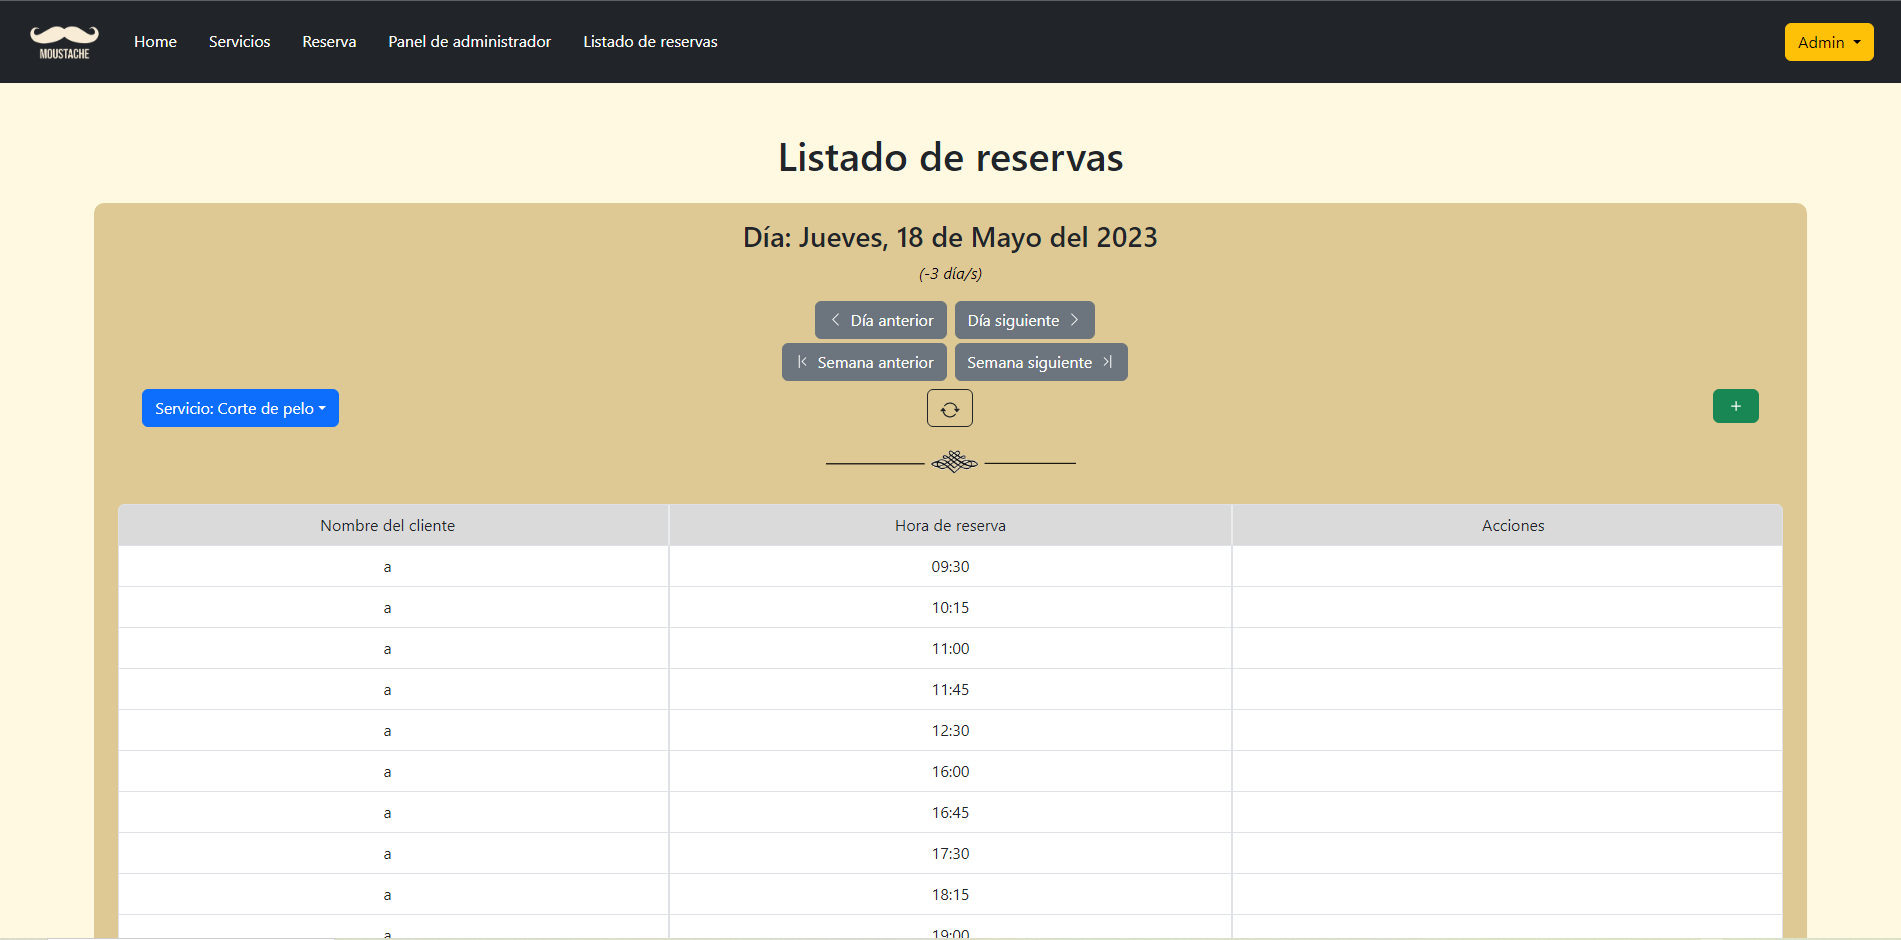 MOUSTACHE
Home Servicios Reserva Panel de administrador Listado de reservas Admin
Listado de reservas
Día: Jueves, 18 de Mayo del 2023
(-3 día/s)
Día anterior Día siguiente
Semana anterior Semana siguiente
Servicio: Corte de pelo +
Nombre del cliente Hora de reserva Acciones
a 09:30
a 10:15
a 11:00
a 11:45
a 12:30
a 16:00
a 16:45
a 17:30
a 18:15
a 19:00